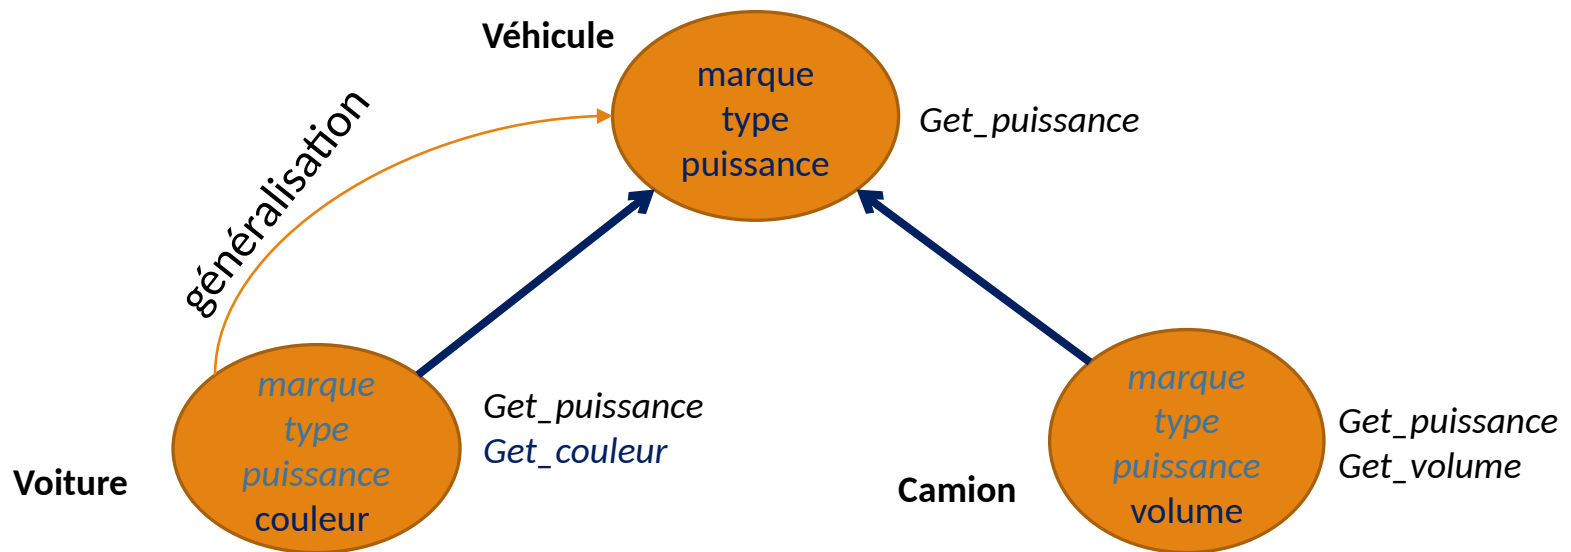 Véhicule
marque
type
puissance
Get_puissance
généralisation
marque
type
puissance
couleur
Get_puissance
Get_couleur
Voiture
marque
type
puissance
volume
Get_puissance
Get_volume
Camion